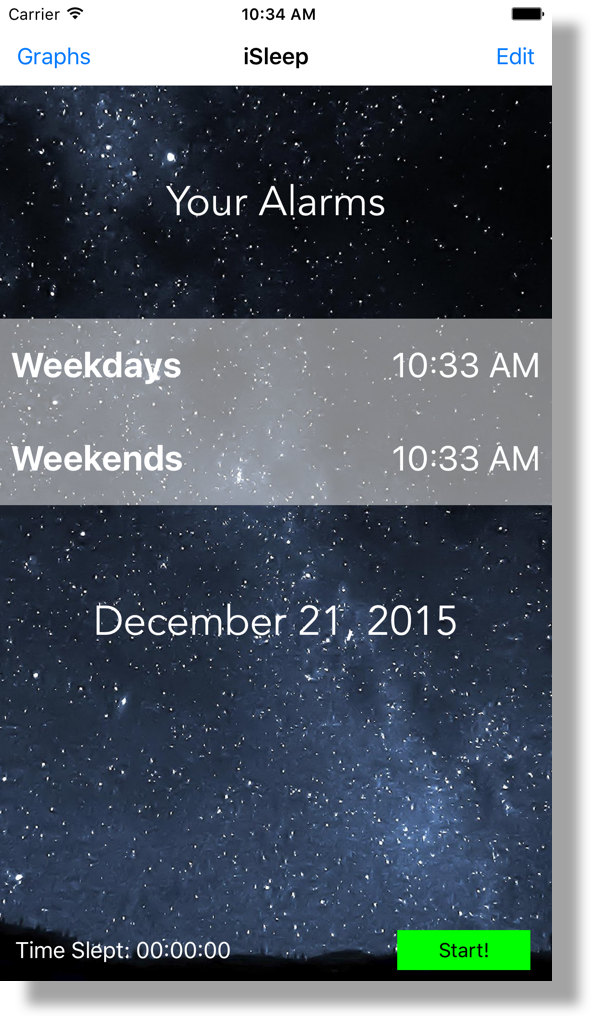 Carrier 10:34 AM
Graphs iSleep Edit
Your Alarms
Weekdays 10:33 AM
Weekends 10:33 AM
December 21, 2015
Time Slept: 00:00:00 Start!